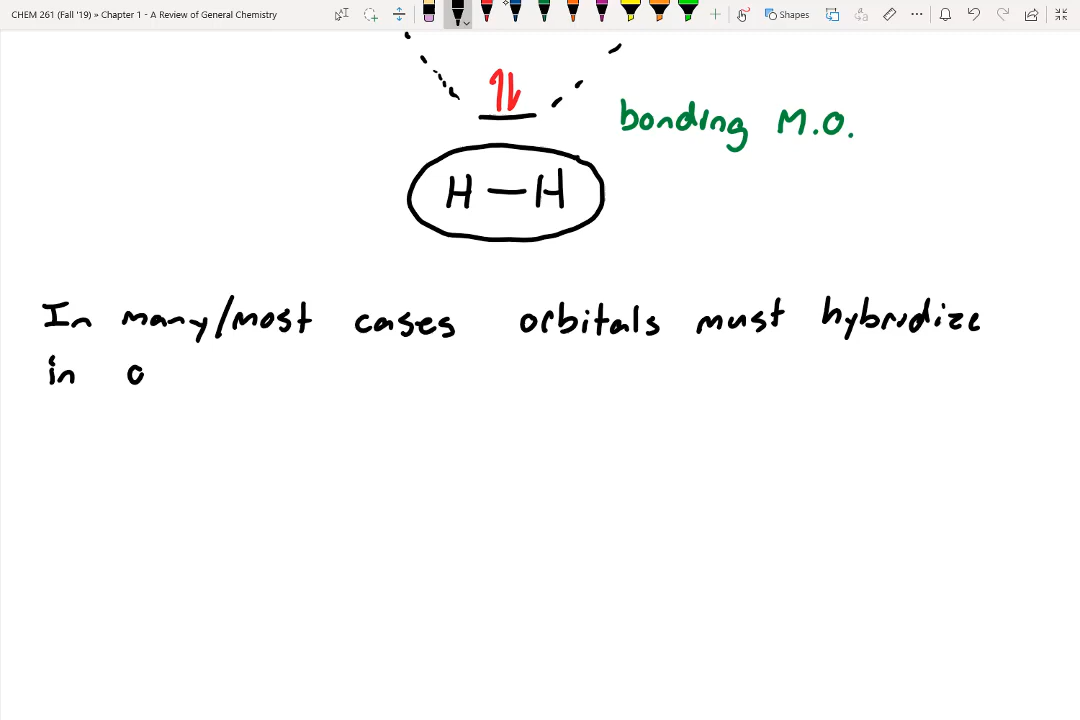 CHEM 261 (Fall '19) » Chapter 1 - A Review of General Chemistry
Shapes
bonding M.O.
H — H
In many/most cases orbitals must hybridize
in o